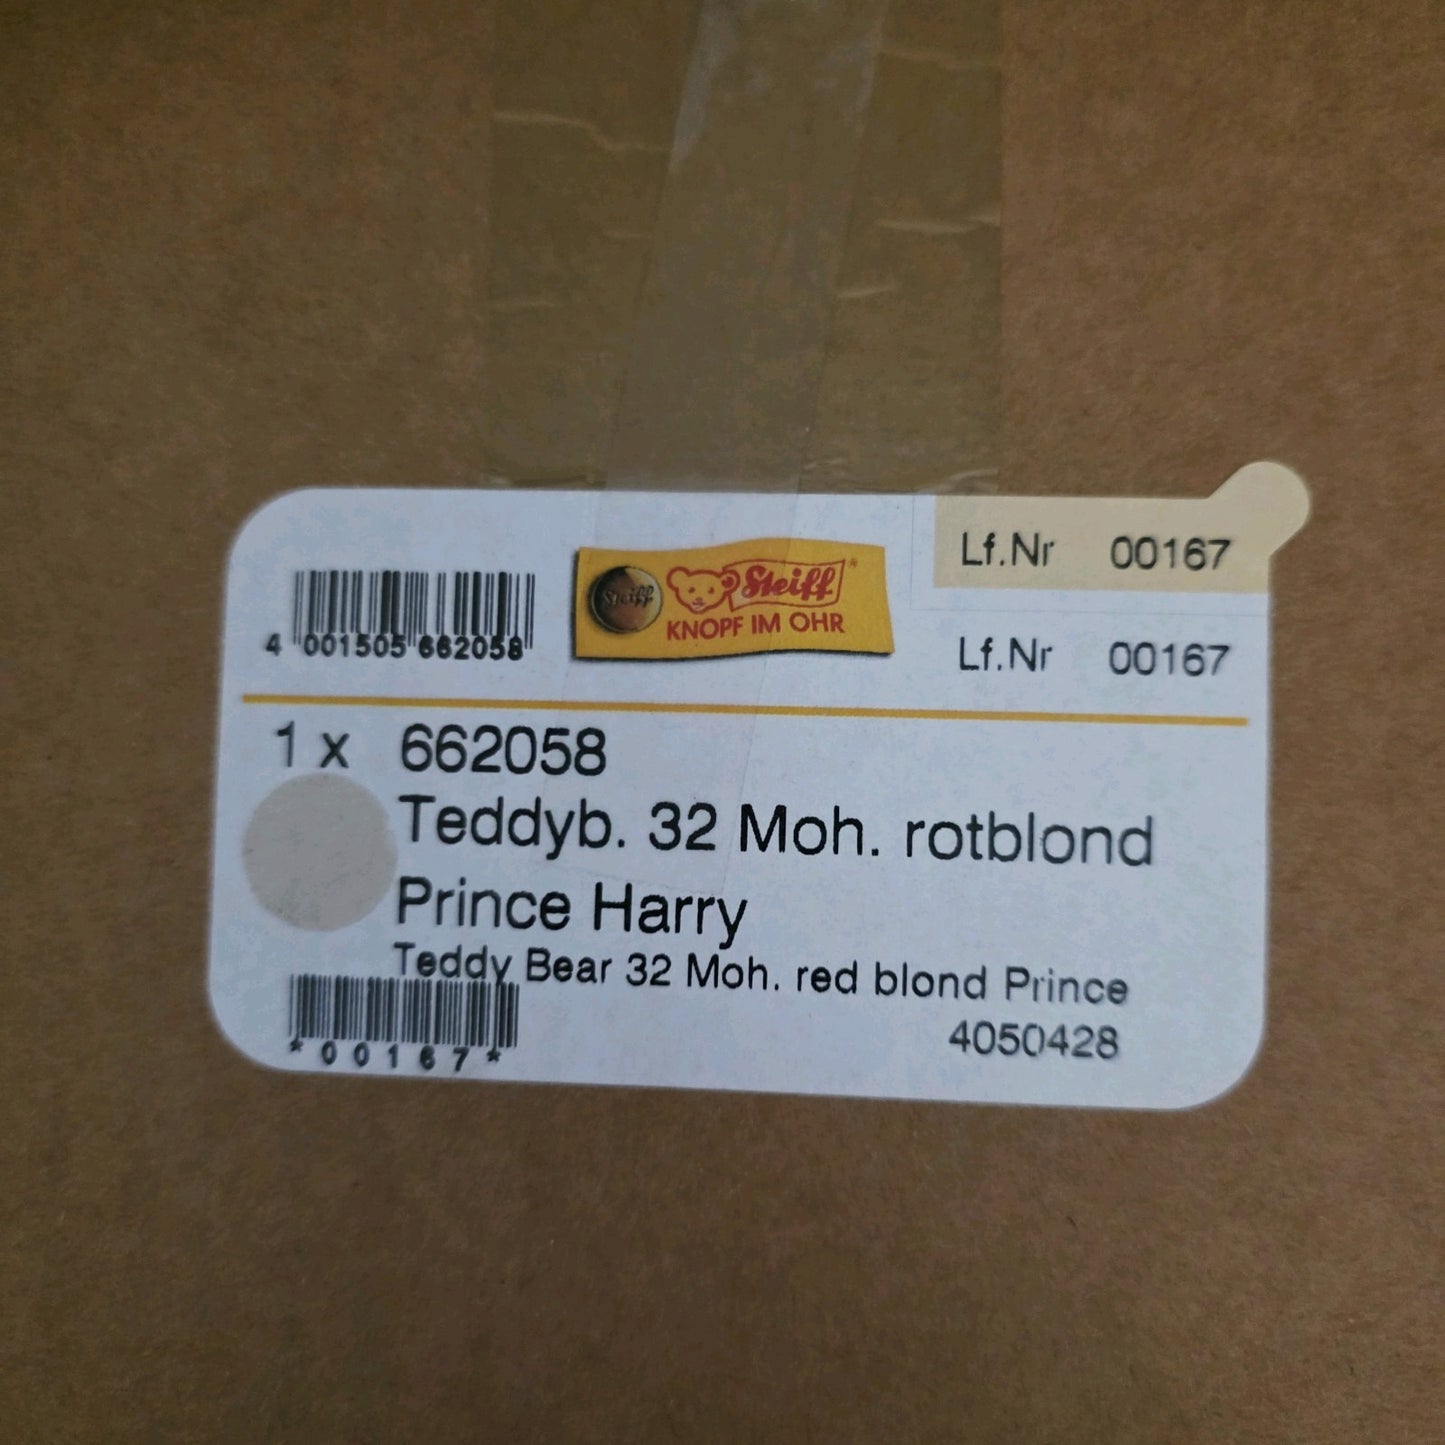 Lf.Nr 00167
4 001505 662058
Steiff
Steiff
KNOPF IM OHR
Lf.Nr 00167
1 x 662058
Teddyb. 32 Moh. rotblond
Prince Harry
Teddy Bear 32 Moh. red blond Prince
4050428
*00167*